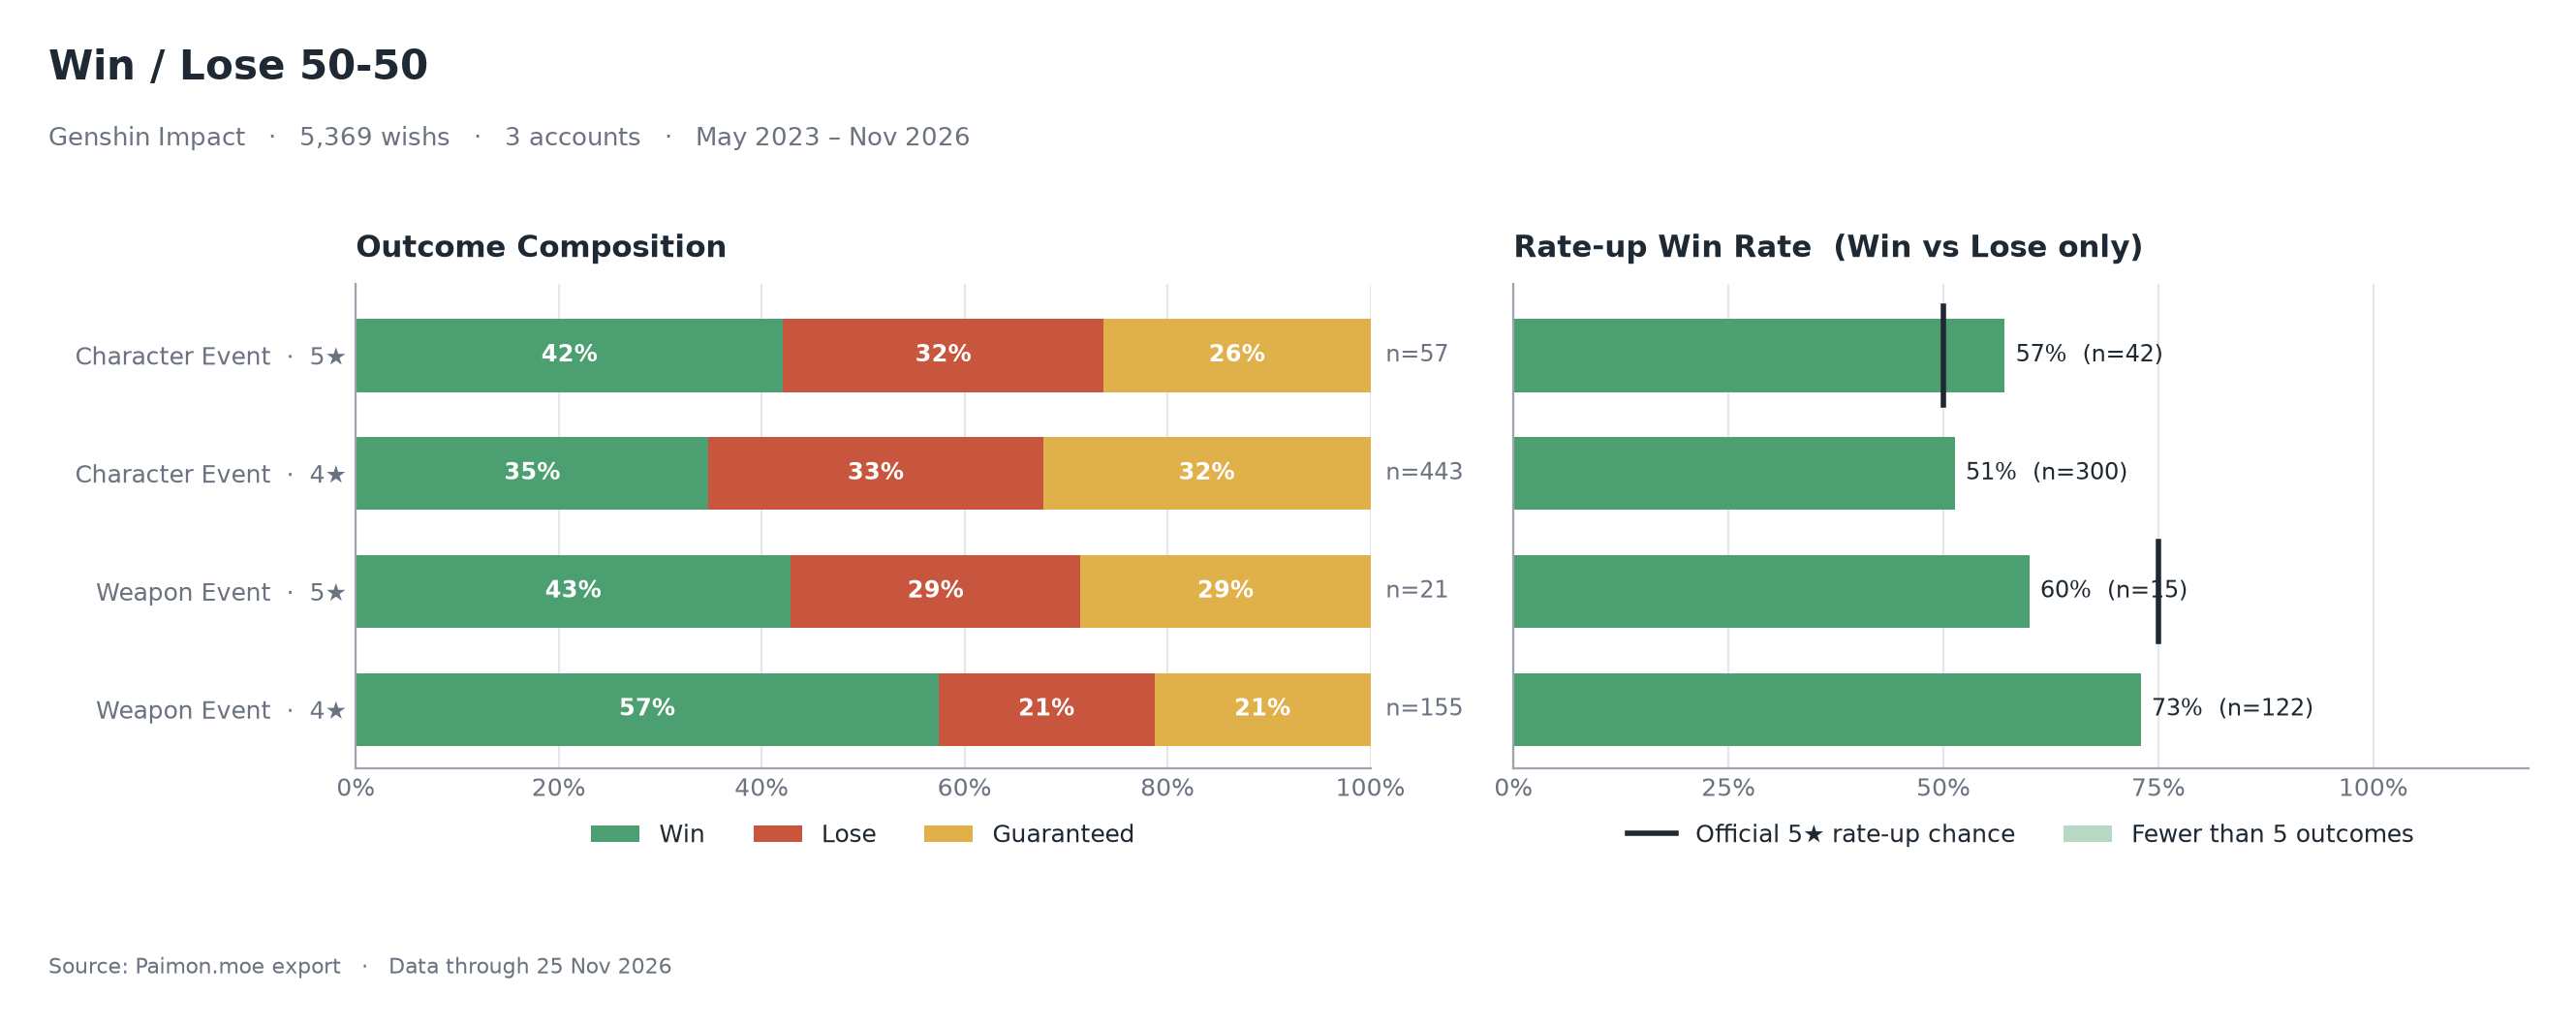 Win / Lose 50-50
Genshin Impact · 5,369 wishs · 3 accounts · May 2023 – Nov 2026
Outcome Composition
Character Event · 5★ 42% 32% 26% n=57
Character Event · 4★ 35% 33% 32% n=443
Weapon Event · 5★ 43% 29% 29% n=21
Weapon Event · 4★ 57% 21% 21% n=155
0% 20% 40% 60% 80% 100%
Win Lose Guaranteed
Rate-up Win Rate (Win vs Lose only)
57% (n=42)
51% (n=300)
60% (n=15)
73% (n=122)
0% 25% 50% 75% 100%
Official 5★ rate-up chance Fewer than 5 outcomes
Source: Paimon.moe export · Data through 25 Nov 2026